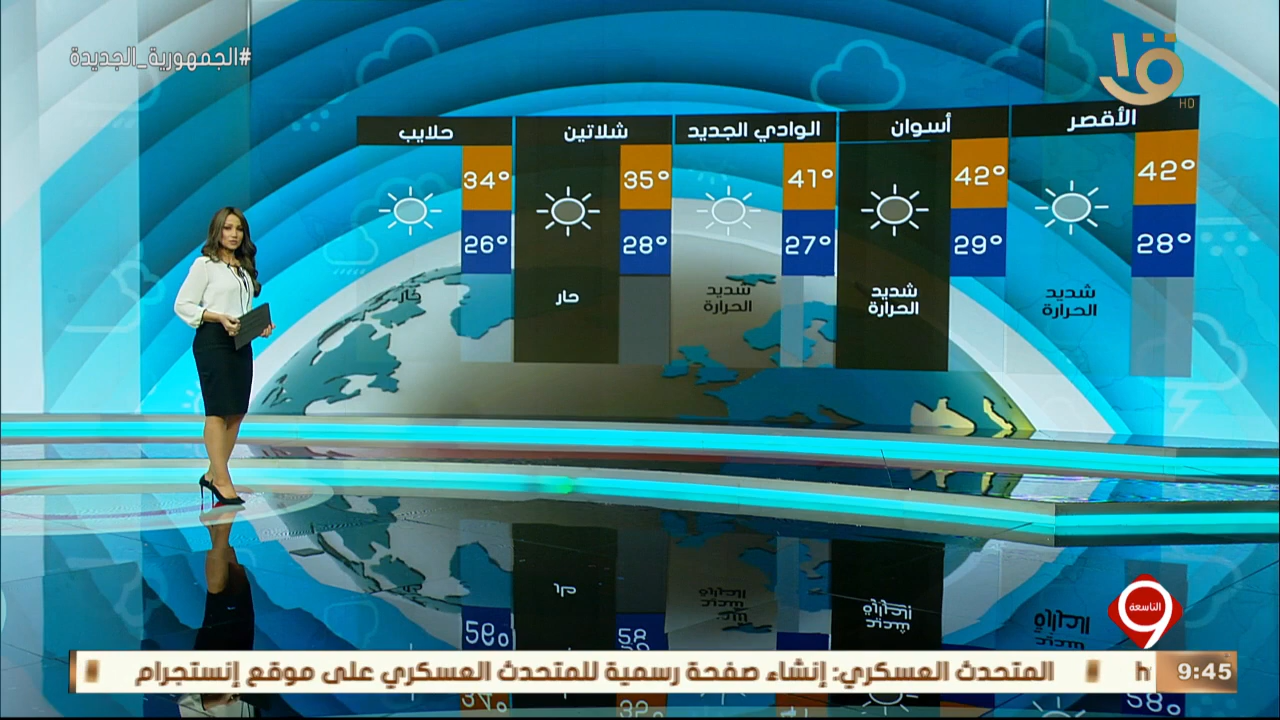 #الجمهورية_الجديدة
HD
الأقصر
42°
28°
شديد
الحرارة
أسوان
42°
29°
شديد
الحرارة
الوادي الجديد
41°
27°
شديد
الحرارة
شلاتين
35°
28°
حار
حلايب
34°
26°
حار
التاسعة
9
المتحدث العسكري: إنشاء صفحة رسمية للمتحدث العسكري على موقع إنستجرام
9:45